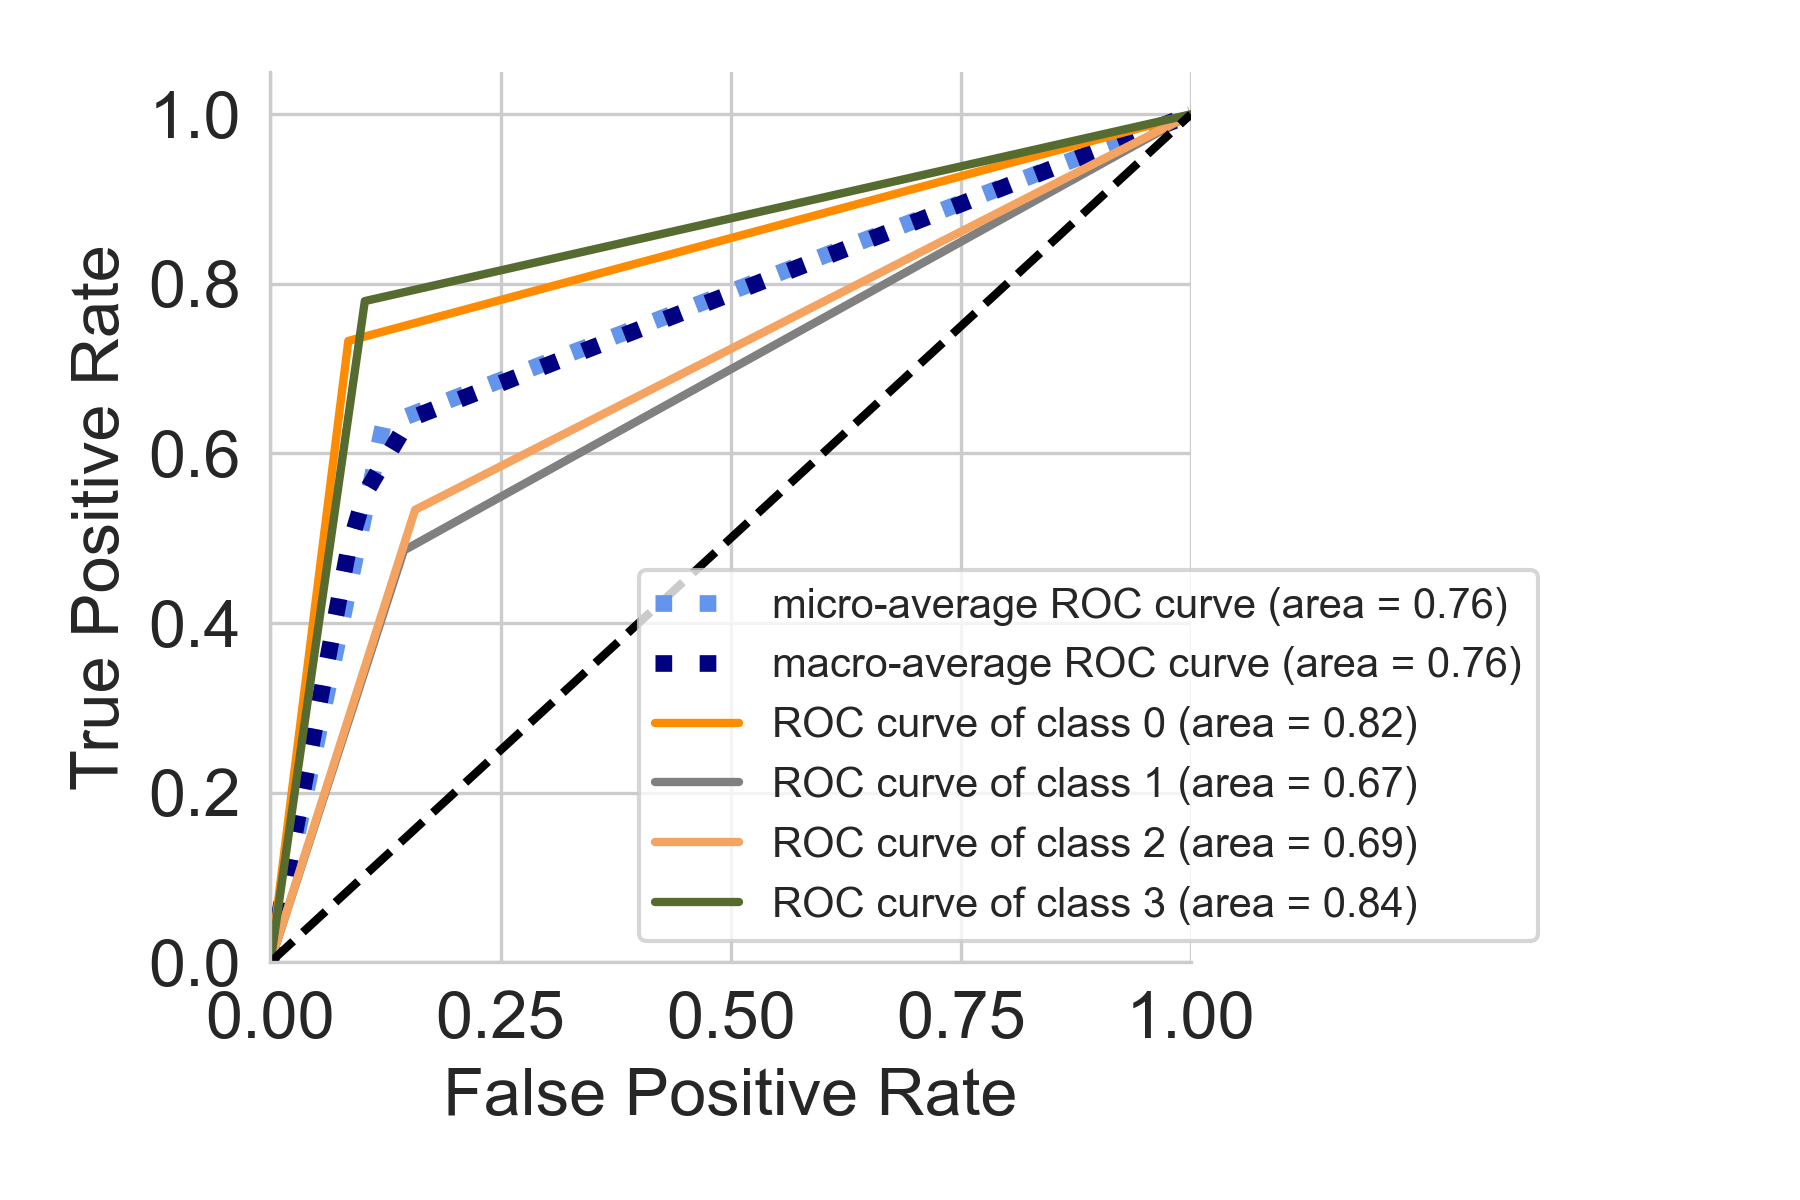 True Positive Rate
1.0
0.8
0.6
0.4
0.2
0.0
0.00 0.25 0.50 0.75 1.00
False Positive Rate
micro-average ROC curve (area = 0.76)
macro-average ROC curve (area = 0.76)
ROC curve of class 0 (area = 0.82)
ROC curve of class 1 (area = 0.67)
ROC curve of class 2 (area = 0.69)
ROC curve of class 3 (area = 0.84)